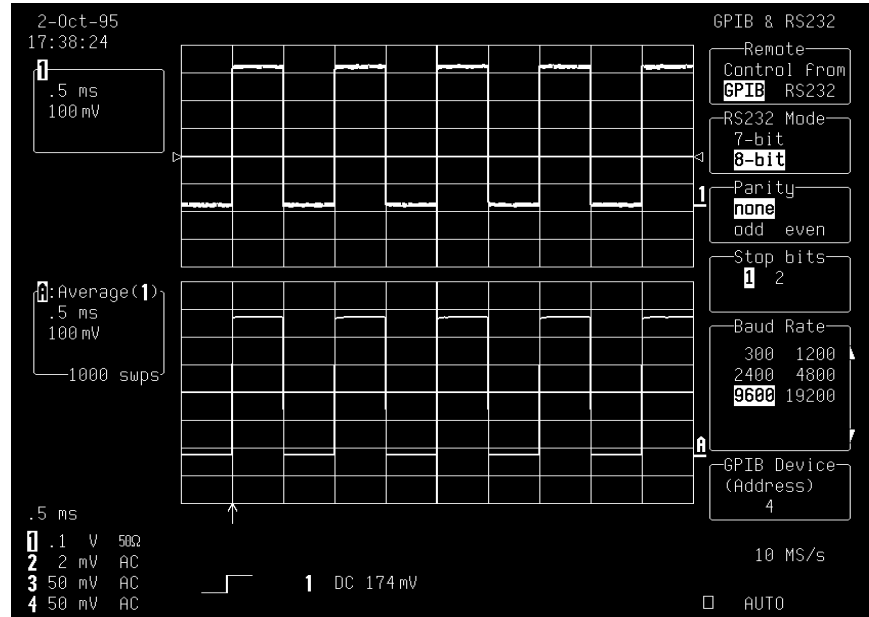 2-Oct-95
17:38:24
GPIB & RS232
1
.5 ms
100 mV
Remote
Control from
GPIB RS232
RS232 Mode
7-bit
8-bit
1
Parity
none
odd even
Stop bits
1 2
A:Average(1)
.5 ms
100 mV
1000 swps
Baud Rate
300 1200
2400 4800
9600 19200
A
GPIB Device
(Address)
4
.5 ms
1 .1 V 50Ω
2 2 mV AC
3 50 mV AC
4 50 mV AC
1 DC 174 mV
10 MS/s
AUTO